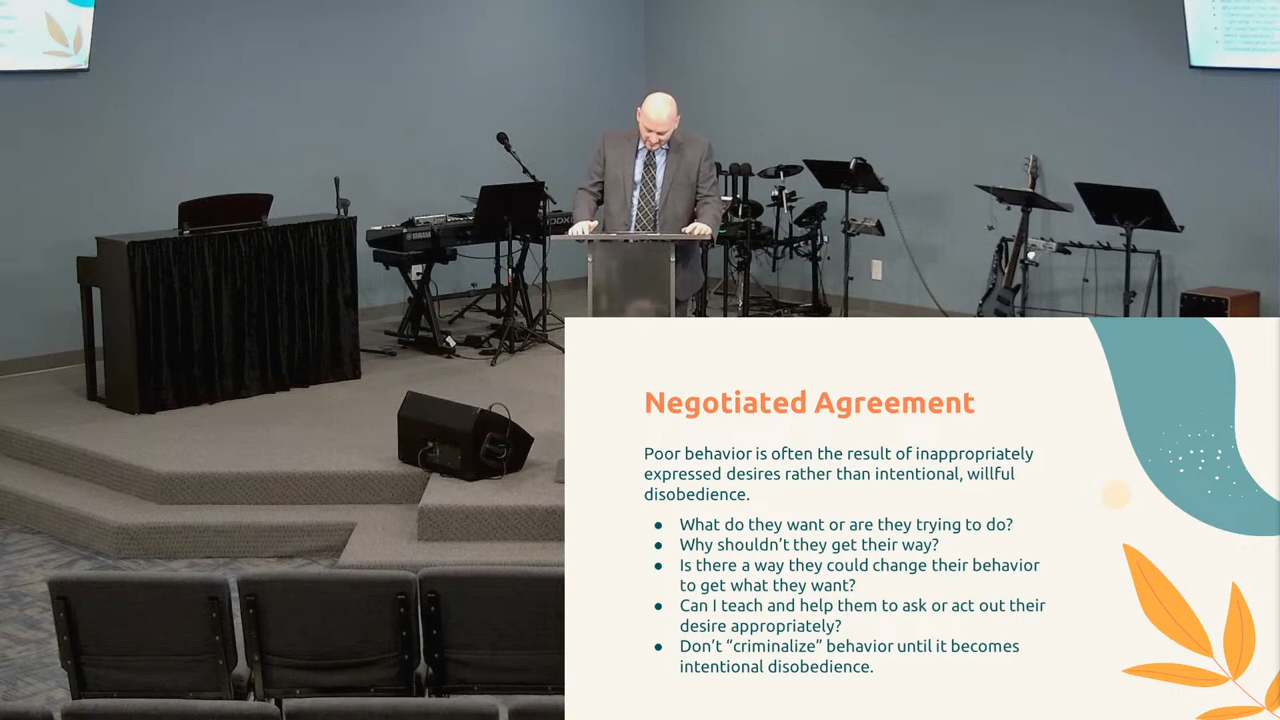 YAMAHA
Negotiated Agreement
Poor behavior is often the result of inappropriately
expressed desires rather than intentional, willful
disobedience.
● What do they want or are they trying to do?
● Why shouldn't they get their way?
● Is there a way they could change their behavior
to get what they want?
● Can I teach and help them to ask or act out their
desire appropriately?
● Don't “criminalize” behavior until it becomes
intentional disobedience.